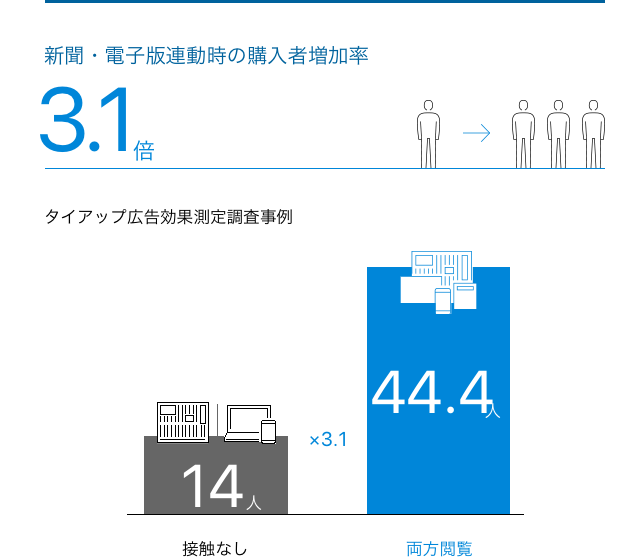 新聞・電子版連動時の購入者増加率
3.1倍
タイアップ広告効果測定調査事例
44.4人
×3.1
14人
接触なし
両方閲覧